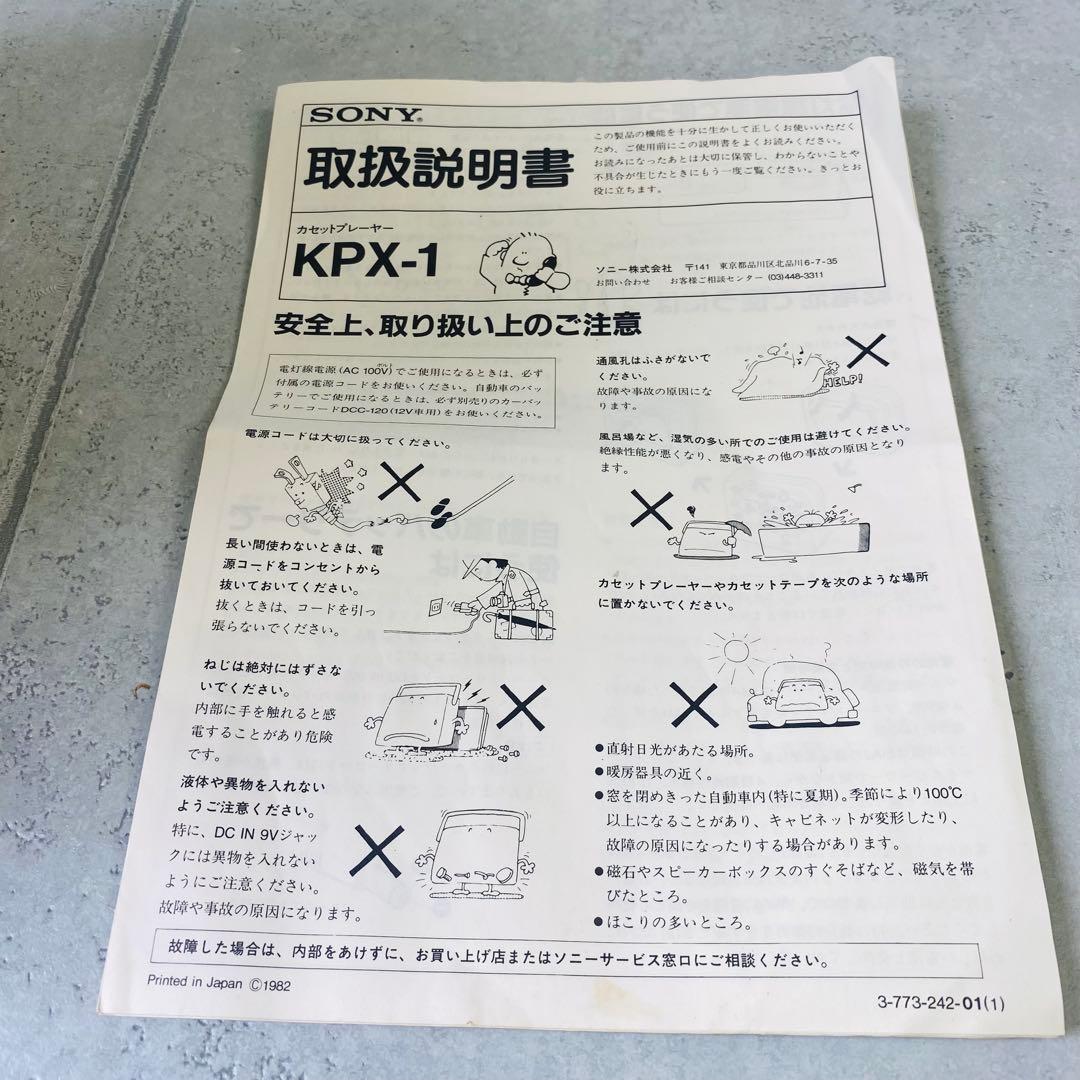 SONY®
取扱説明書
この製品の機能を十分に生かして正しくお使いいただく
ため、ご使用前にこの説明書をよくお読みください。
お読みになったあとは大切に保管し、わからないことや
不具合が生じたときにもう一度ご覧ください。きっとお
役に立ちます。
カセットプレーヤー
KPX-1
ソニー株式会社 〒141 東京都品川区北品川6-7-35
お問い合わせ お客様ご相談センター (03)448-3311
安全上、取り扱い上のご注意
電灯線電源(AC 100V)でご使用になるときは、必ず
付属の電源コードをお使いください。自動車のバッ
テリーでご使用になるときは、必ず別売りのカーバッ
テリーコードDCC-120(12V車用)をお使いください。
電源コードは大切に扱ってください。
長い間使わないときは、電
源コードをコンセントから
抜いておいてください。
抜くときは、コードを引っ
張らないでください。
ねじは絶対にはずさな
いでください。
内部に手を触れると感
電することがあり危険
です。
液体や異物を入れない
ようご注意ください。
特に、DC IN 9Vジャッ
クには異物を入れない
ようにご注意ください。
故障や事故の原因になります。
通風孔はふさがないで
ください。
故障や事故の原因にな
ります。
HELP!
風呂場など、湿気の多い所でのご使用は避けてください。
絶縁性能が悪くなり、感電やその他の事故の原因となり
ます。
カセットプレーヤーやカセットテープを次のような場所
に置かないでください。
●直射日光があたる場所。
●暖房器具の近く。
●窓を閉めきった自動車内(特に夏期)。季節により100℃
以上になることがあり、キャビネットが変形したり、
故障の原因になったりする場合があります。
●磁石やスピーカーボックスのすぐそばなど、磁気を帯
びたところ。
●ほこりの多いところ。
故障した場合は、内部をあけずに、お買い上げ店またはソニーサービス窓口にご相談ください。
Printed in Japan ©1982
3-773-242-01(1)